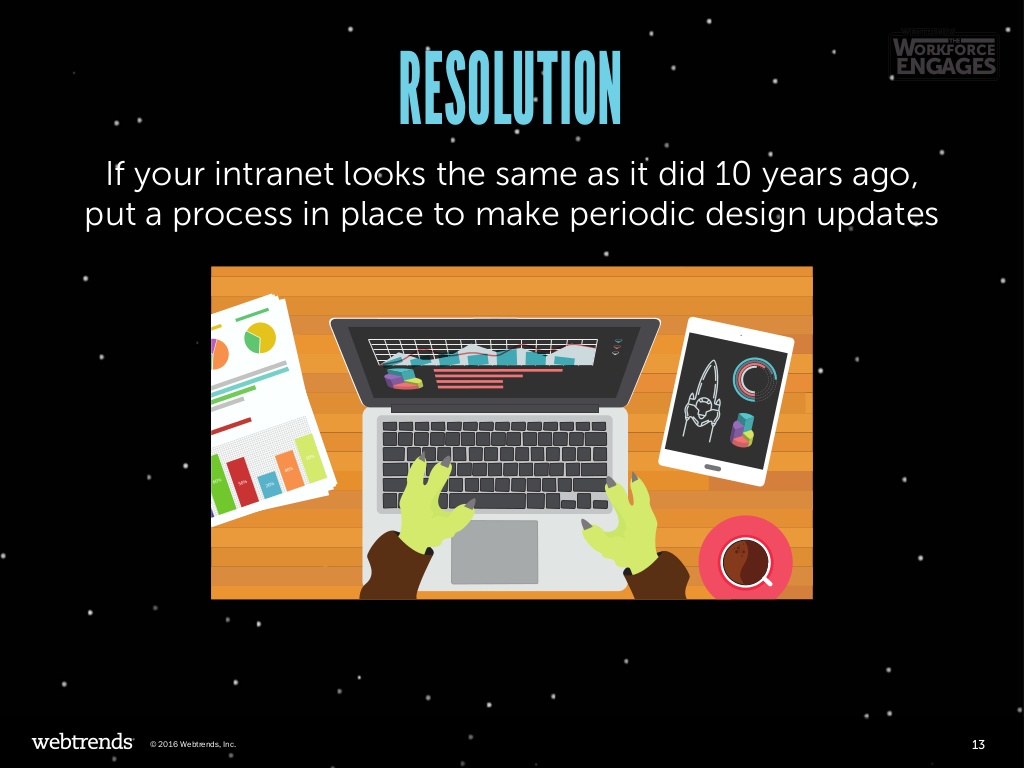 WORKFORCE
ENGAGES
RESOLUTION
If your intranet looks the same as it did 10 years ago,
put a process in place to make periodic design updates
webtrends
© 2016 Webtrends, Inc.
13